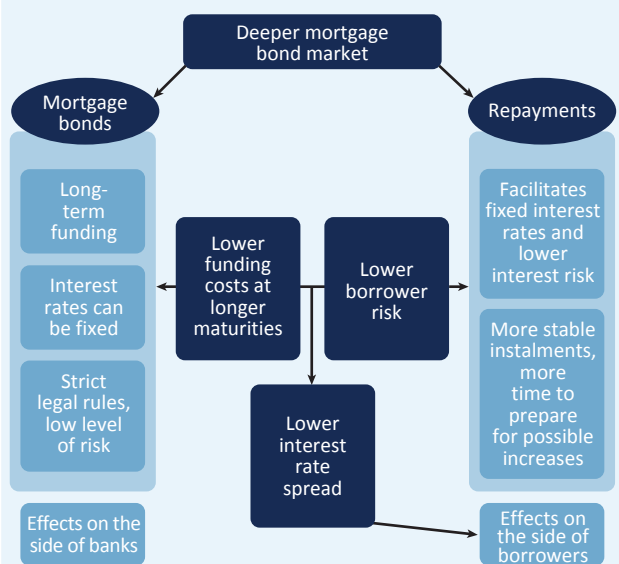 Deeper mortgage
bond market
Mortgage
bonds
Repayments
Long-
term
funding
Interest
rates can
be fixed
Strict
legal rules,
low level
of risk
Lower
funding
costs at
longer
maturities
Lower
borrower
risk
Lower
interest
rate
spread
Facilitates
fixed interest
rates and
lower
interest risk
More stable
instalments,
more
time to
prepare
for possible
increases
Effects on the
side of banks
Effects on
the side of
borrowers